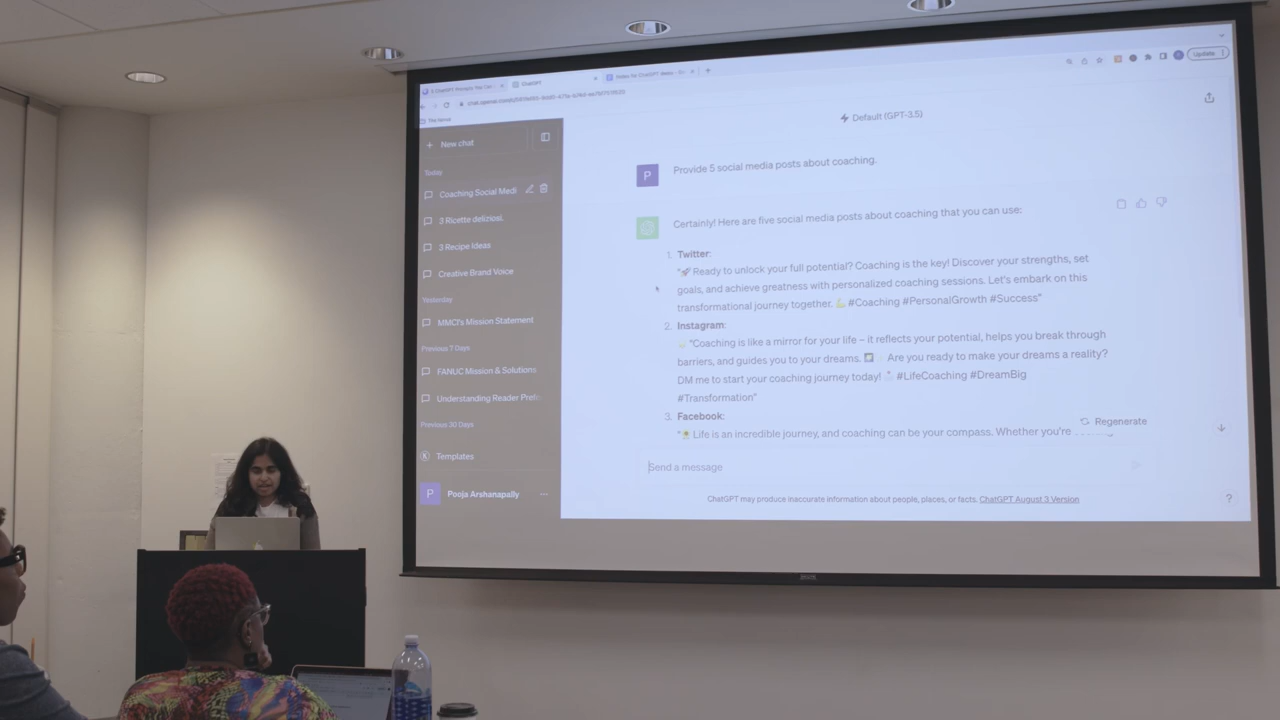 ChatGPT
Update
New chat
Today
Coaching Social Medi
3 Ricette deliziosi.
3 Recipe Ideas
Creative Brand Voice
Yesterday
MMCI's Mission Statement
Previous 7 Days
FANUC Mission & Solutions
Understanding Reader Prefe
Previous 30 Days
Templates
P
Pooja Arshanapally
Default (GPT-3.5)
P
Provide 5 social media posts about coaching.
Certainly! Here are five social media posts about coaching that you can use:
1. Twitter:
"🚀 Ready to unlock your full potential? Coaching is the key! Discover your strengths, set
goals, and achieve greatness with personalized coaching sessions. Let's embark on this
transformational journey together. 💪 #Coaching #PersonalGrowth #Success"
2. Instagram:
"Coaching is like a mirror for your life – it reflects your potential, helps you break through
barriers, and guides you to your dreams. Are you ready to make your dreams a reality?
DM me to start your coaching journey today! #LifeCoaching #DreamBig
#Transformation"
3. Facebook:
"Life is an incredible journey, and coaching can be your compass. Whether you're
Regenerate
Send a message
ChatGPT may produce inaccurate information about people, places, or facts. ChatGPT August 3 Version
?